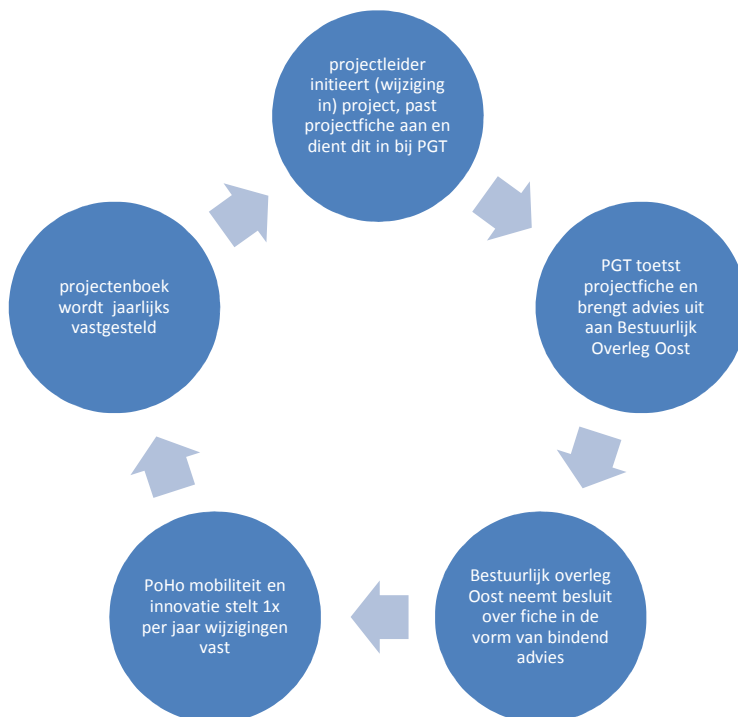 projectleider
initieert (wijziging
in) project, past
projectfiche aan en
dient dit in bij PGT
PGT toetst
projectfiche en
brengt advies uit
aan Bestuurlijk
Overleg Oost
Bestuurlijk overleg
Oost neemt besluit
over fiche in de
vorm van bindend
advies
PoHo mobiliteit en
innovatie stelt 1x
per jaar wijzigingen
vast
projectenboek
wordt jaarlijks
vastgesteld